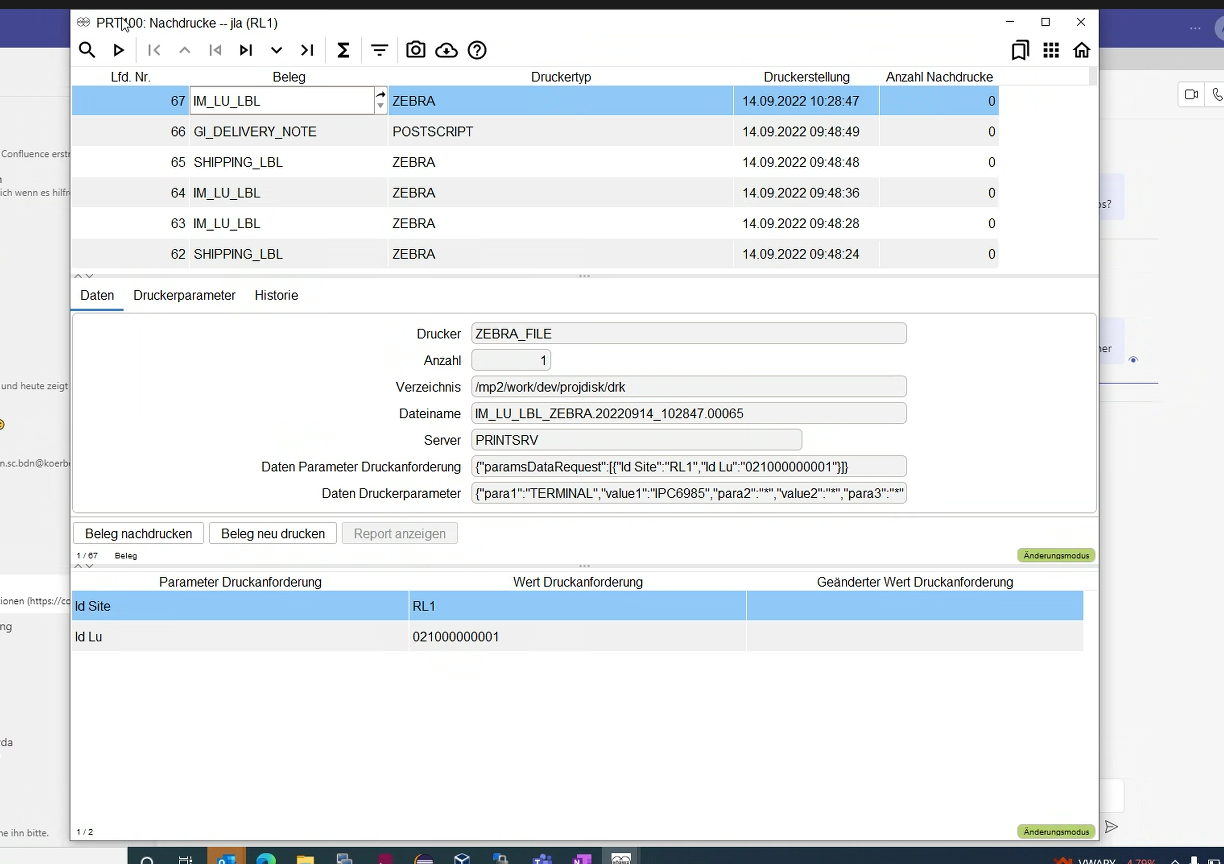 PRT100: Nachdrucke -- jla (RL1)
Lfd. Nr. Beleg Druckertyp Druckerstellung Anzahl Nachdrucke
67 IM_LU_LBL ZEBRA 14.09.2022 10:28:47 0
66 GI_DELIVERY_NOTE POSTSCRIPT 14.09.2022 09:48:49 0
65 SHIPPING_LBL ZEBRA 14.09.2022 09:48:48 0
64 IM_LU_LBL ZEBRA 14.09.2022 09:48:36 0
63 IM_LU_LBL ZEBRA 14.09.2022 09:48:28 0
62 SHIPPING_LBL ZEBRA 14.09.2022 09:48:24 0
Daten Druckerparameter Historie
Drucker ZEBRA_FILE
Anzahl 1
Verzeichnis /mp2/work/dev/projdisk/drk
Dateiname IM_LU_LBL_ZEBRA.20220914_102847.00065
Server PRINTSRV
Daten Parameter Druckanforderung {"paramsDataRequest":[{"Id Site":"RL1","Id Lu":"021000000001"}]}
Daten Druckerparameter {"para1":"TERMINAL","value1":"IPC6985","para2":"*","value2":"*","para3":"*"
Beleg nachdrucken Beleg neu drucken Report anzeigen
1 / 67 Beleg Änderungsmodus
Parameter Druckanforderung Wert Druckanforderung Geänderter Wert Druckanforderung
Id Site RL1
Id Lu 021000000001
1 / 2 Änderungsmodus
Confluence erst
ich wenn es hilfr
und heute zeigt
n.sc.bdn@koerbe
ionen (https://co
ng
rda
ne ihn bitte.
os?
ner
VWAPY -4,79%